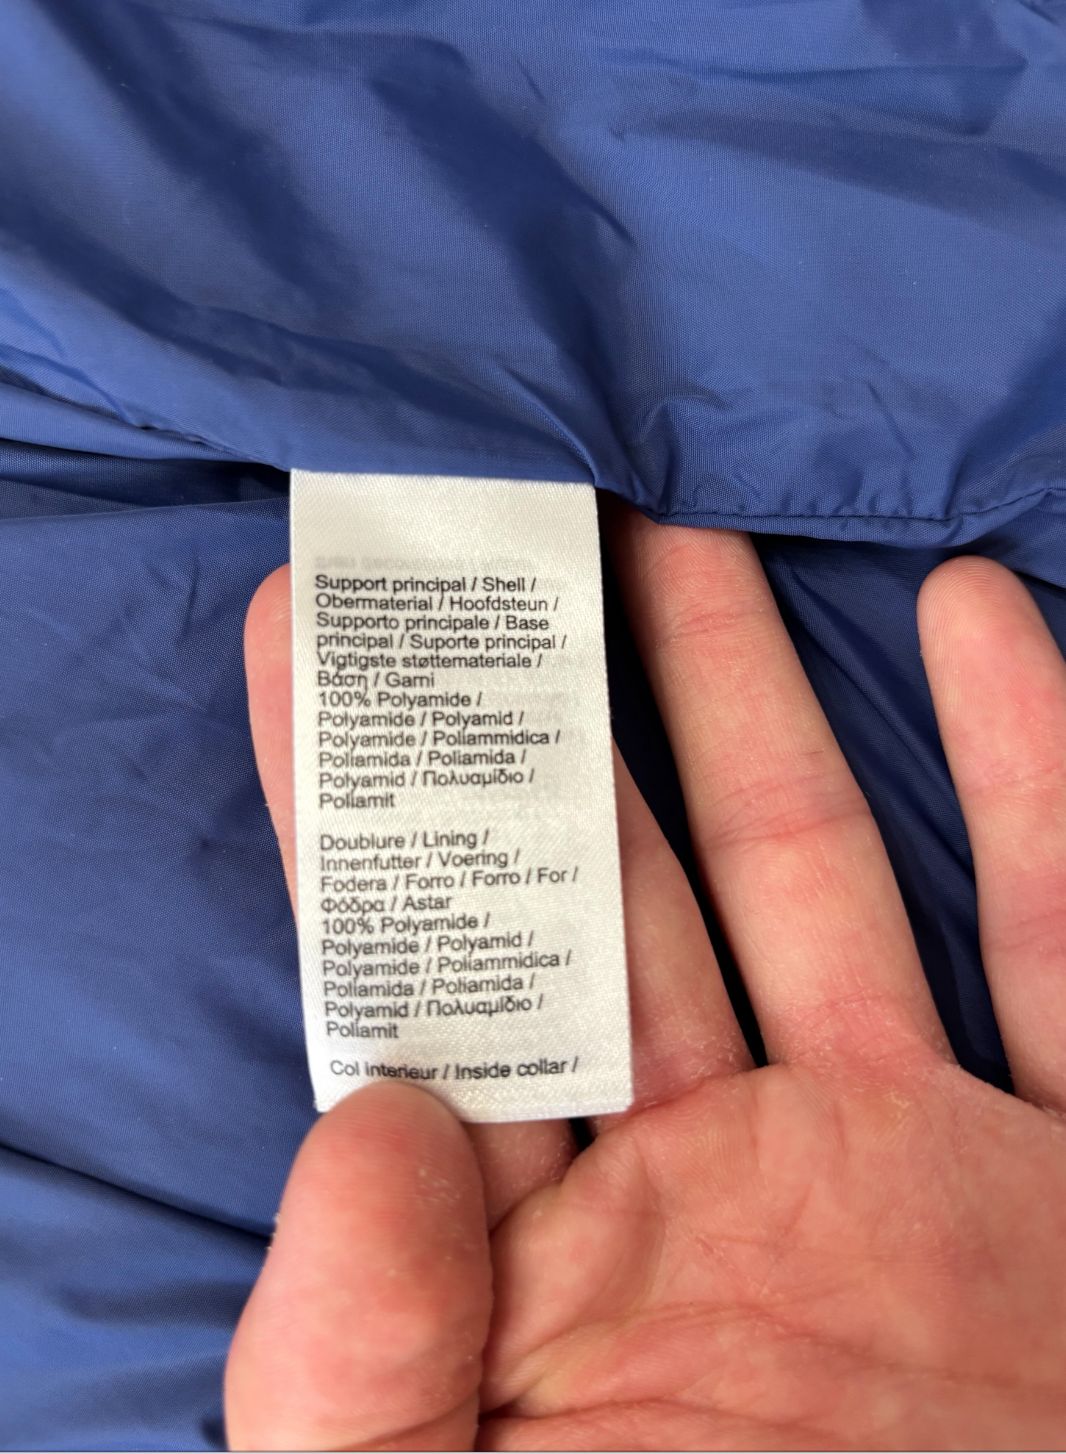 Support principal / Shell /
Obermaterial / Hoofdsteun /
Supporto principale / Base
principal / Suporte principal /
Vigtigste støttemateriale /
Βάση / Garni
100% Polyamide /
Polyamide / Polyamid /
Polyamide / Poliammidica /
Poliamida / Poliamida /
Polyamid / Πολυαμίδιο /
Poliamit
Doublure / Lining /
Innenfutter / Voering /
Fodera / Forro / Forro / For /
Φόδρα / Astar
100% Polyamide /
Polyamide / Polyamid /
Polyamide / Poliammidica /
Poliamida / Poliamida /
Polyamid / Πολυαμίδιο /
Poliamit
Col interieur / Inside collar /